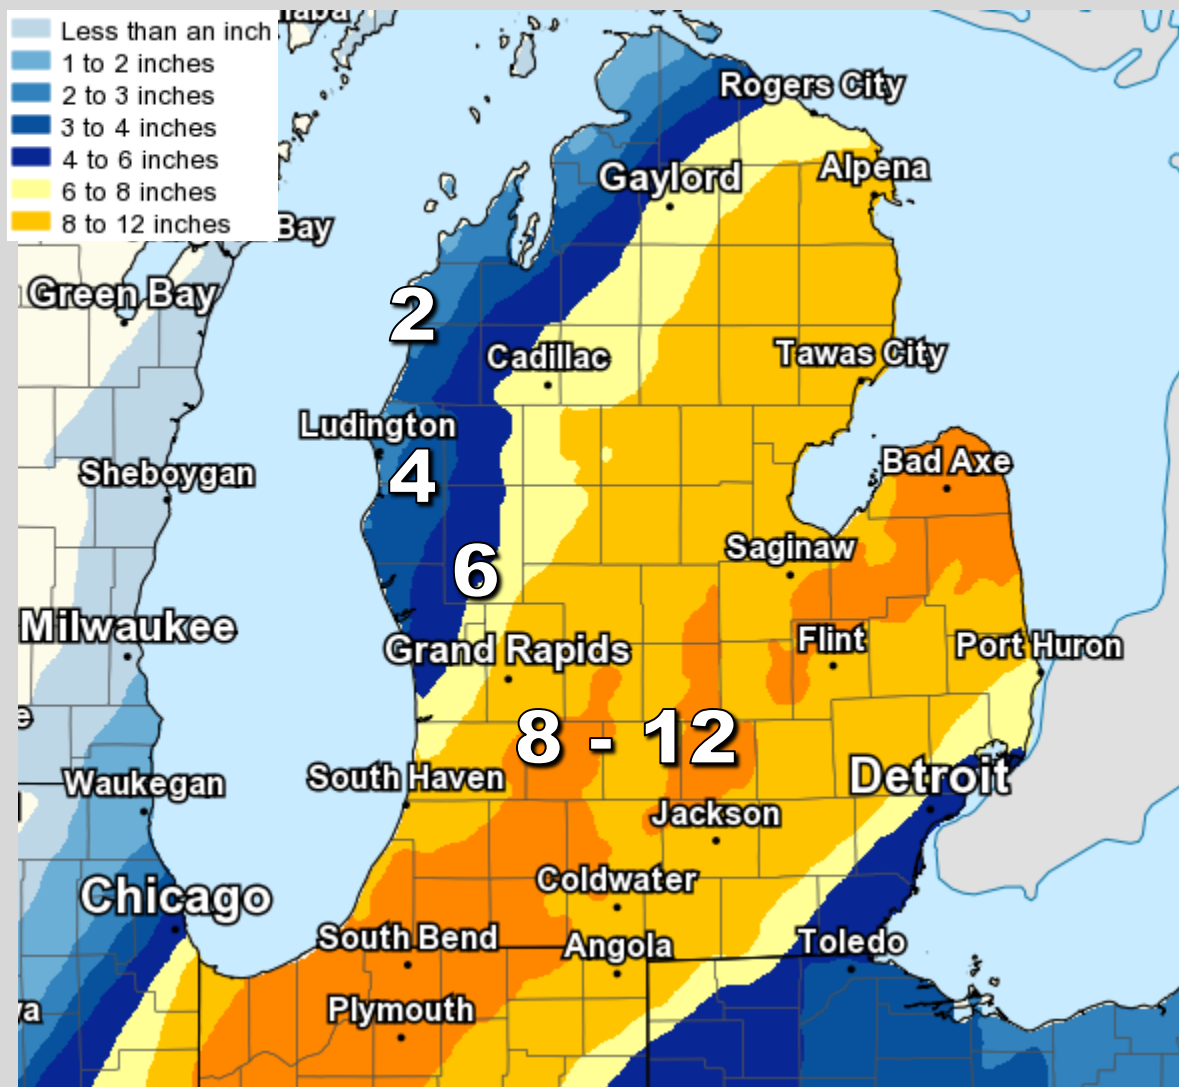 Less than an inch
1 to 2 inches
2 to 3 inches
3 to 4 inches
4 to 6 inches
6 to 8 inches
8 to 12 inches
Rogers City
Alpena
Gaylord
Bay
Green Bay
2
Cadillac
Tawas City
Ludington
4
Bad Axe
Sheboygan
Saginaw
6
Milwaukee
Grand Rapids
Flint
Port Huron
8 - 12
Waukegan
South Haven
Detroit
Jackson
Chicago
Coldwater
South Bend
Angola
Toledo
Plymouth